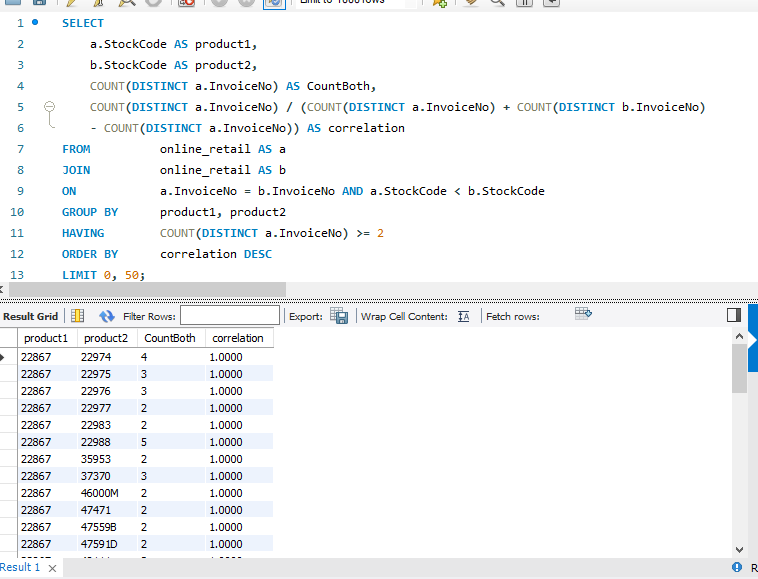 Limit to 1000 rows
1 SELECT
2 a.StockCode AS product1,
3 b.StockCode AS product2,
4 COUNT(DISTINCT a.InvoiceNo) AS CountBoth,
5 COUNT(DISTINCT a.InvoiceNo) / (COUNT(DISTINCT a.InvoiceNo) + COUNT(DISTINCT b.InvoiceNo)
6 - COUNT(DISTINCT a.InvoiceNo)) AS correlation
7 FROM online_retail AS a
8 JOIN online_retail AS b
9 ON a.InvoiceNo = b.InvoiceNo AND a.StockCode < b.StockCode
10 GROUP BY product1, product2
11 HAVING COUNT(DISTINCT a.InvoiceNo) >= 2
12 ORDER BY correlation DESC
13 LIMIT 0, 50;
Result Grid Filter Rows: Export: Wrap Cell Content: Fetch rows:
product1 product2 CountBoth correlation
22867 22974 4 1.0000
22867 22975 3 1.0000
22867 22976 3 1.0000
22867 22977 2 1.0000
22867 22983 2 1.0000
22867 22988 5 1.0000
22867 35953 2 1.0000
22867 37370 3 1.0000
22867 46000M 2 1.0000
22867 47471 2 1.0000
22867 47559B 2 1.0000
22867 47591D 2 1.0000
Result 1 R